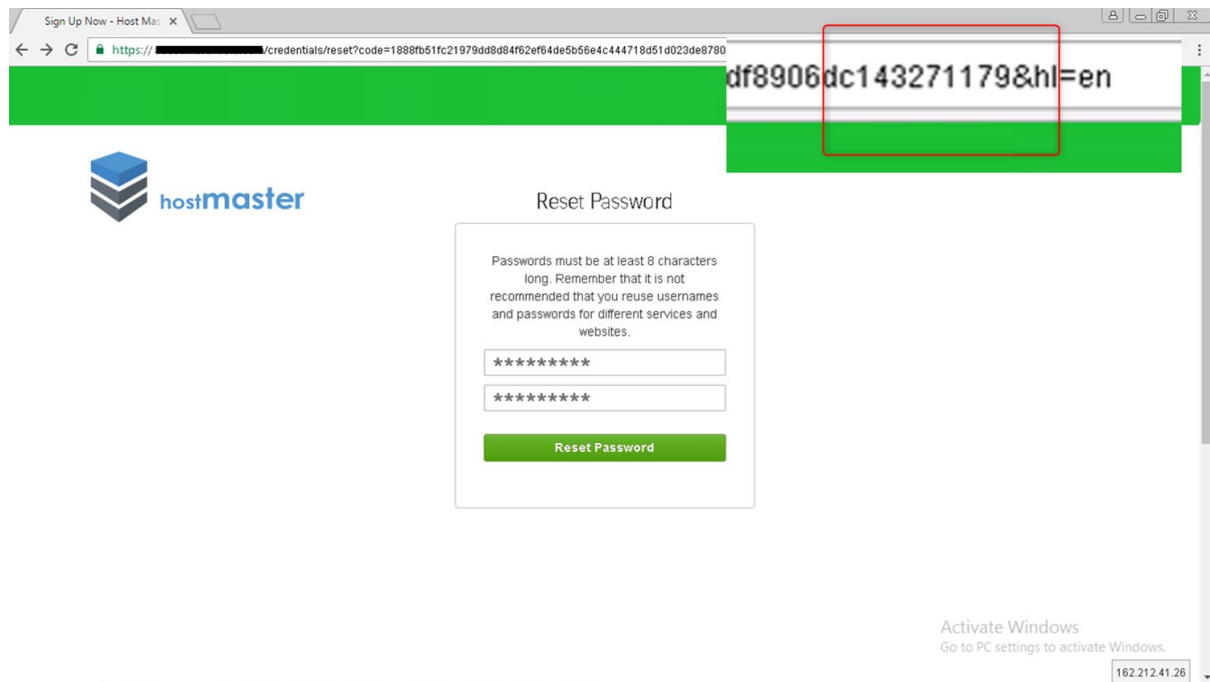 Sign Up Now - Host Mas
https:// /credentials/reset?code=1888fb51fc21979dd8d84f62ef64de5b56e4c444718d51d023de8780
df8906dc143271179&hl=en
hostmaster
Reset Password
Passwords must be at least 8 characters
long. Remember that it is not
recommended that you reuse usernames
and passwords for different services and
websites.
*********
*********
Reset Password
Activate Windows
Go to PC settings to activate Windows.
162.212.41.26